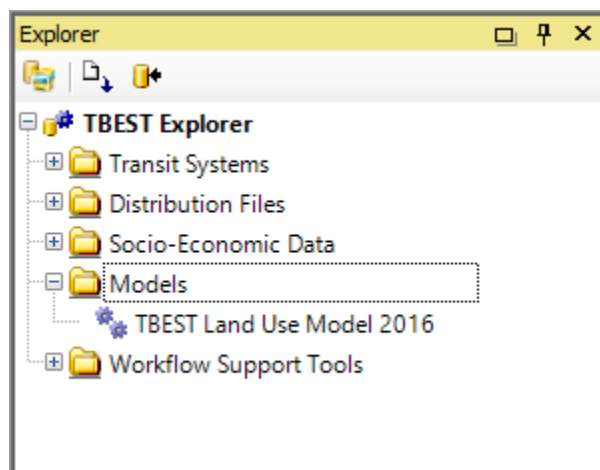 Explorer
TBEST Explorer
Transit Systems
Distribution Files
Socio-Economic Data
Models
TBEST Land Use Model 2016
Workflow Support Tools